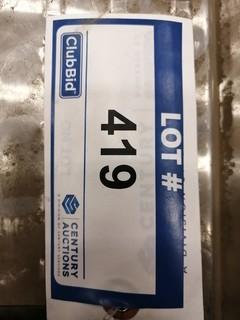 LOT #
419
ClubBid
CENTURY
AUCTIONS